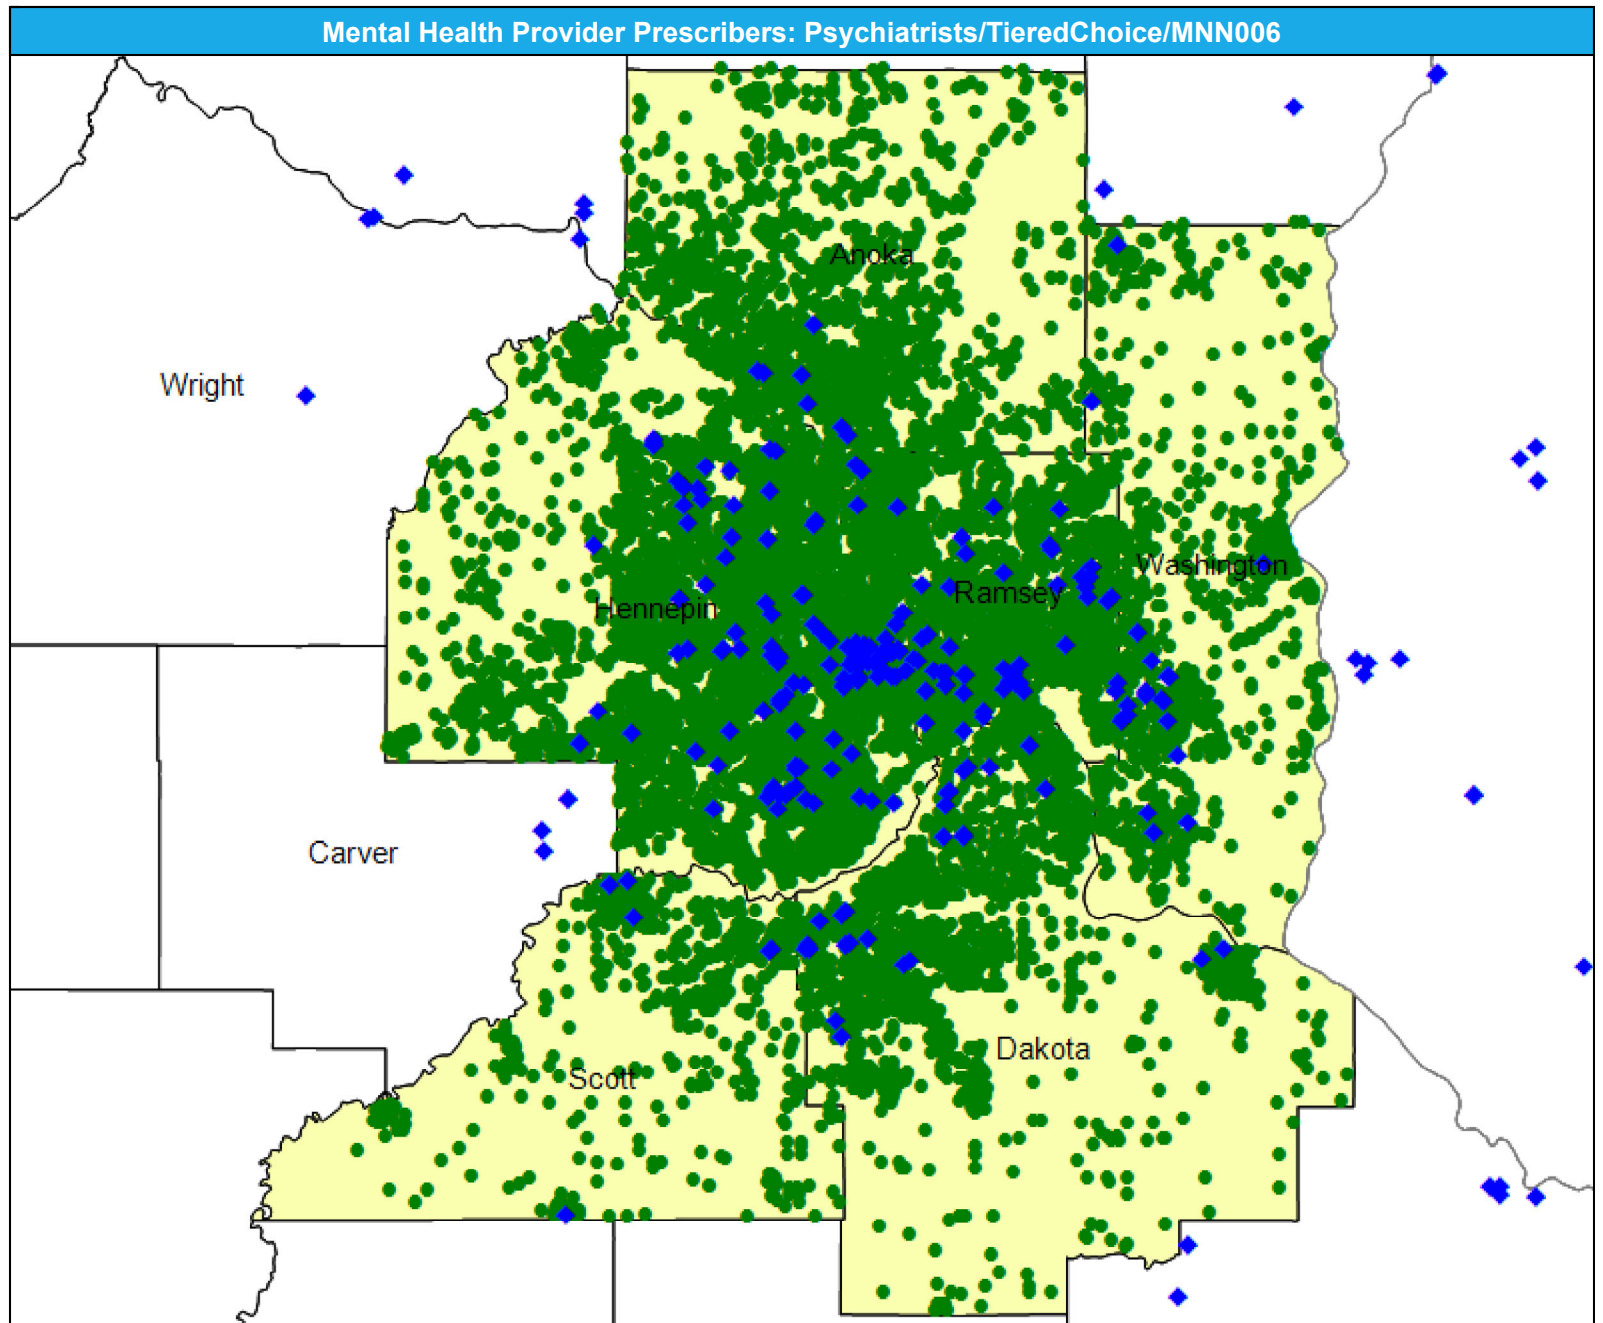 Mental Health Provider Prescribers: Psychiatrists/TieredChoice/MNN006
Anoka
Wright
Washington
Ramsey
Hennepin
Carver
Dakota
Scott